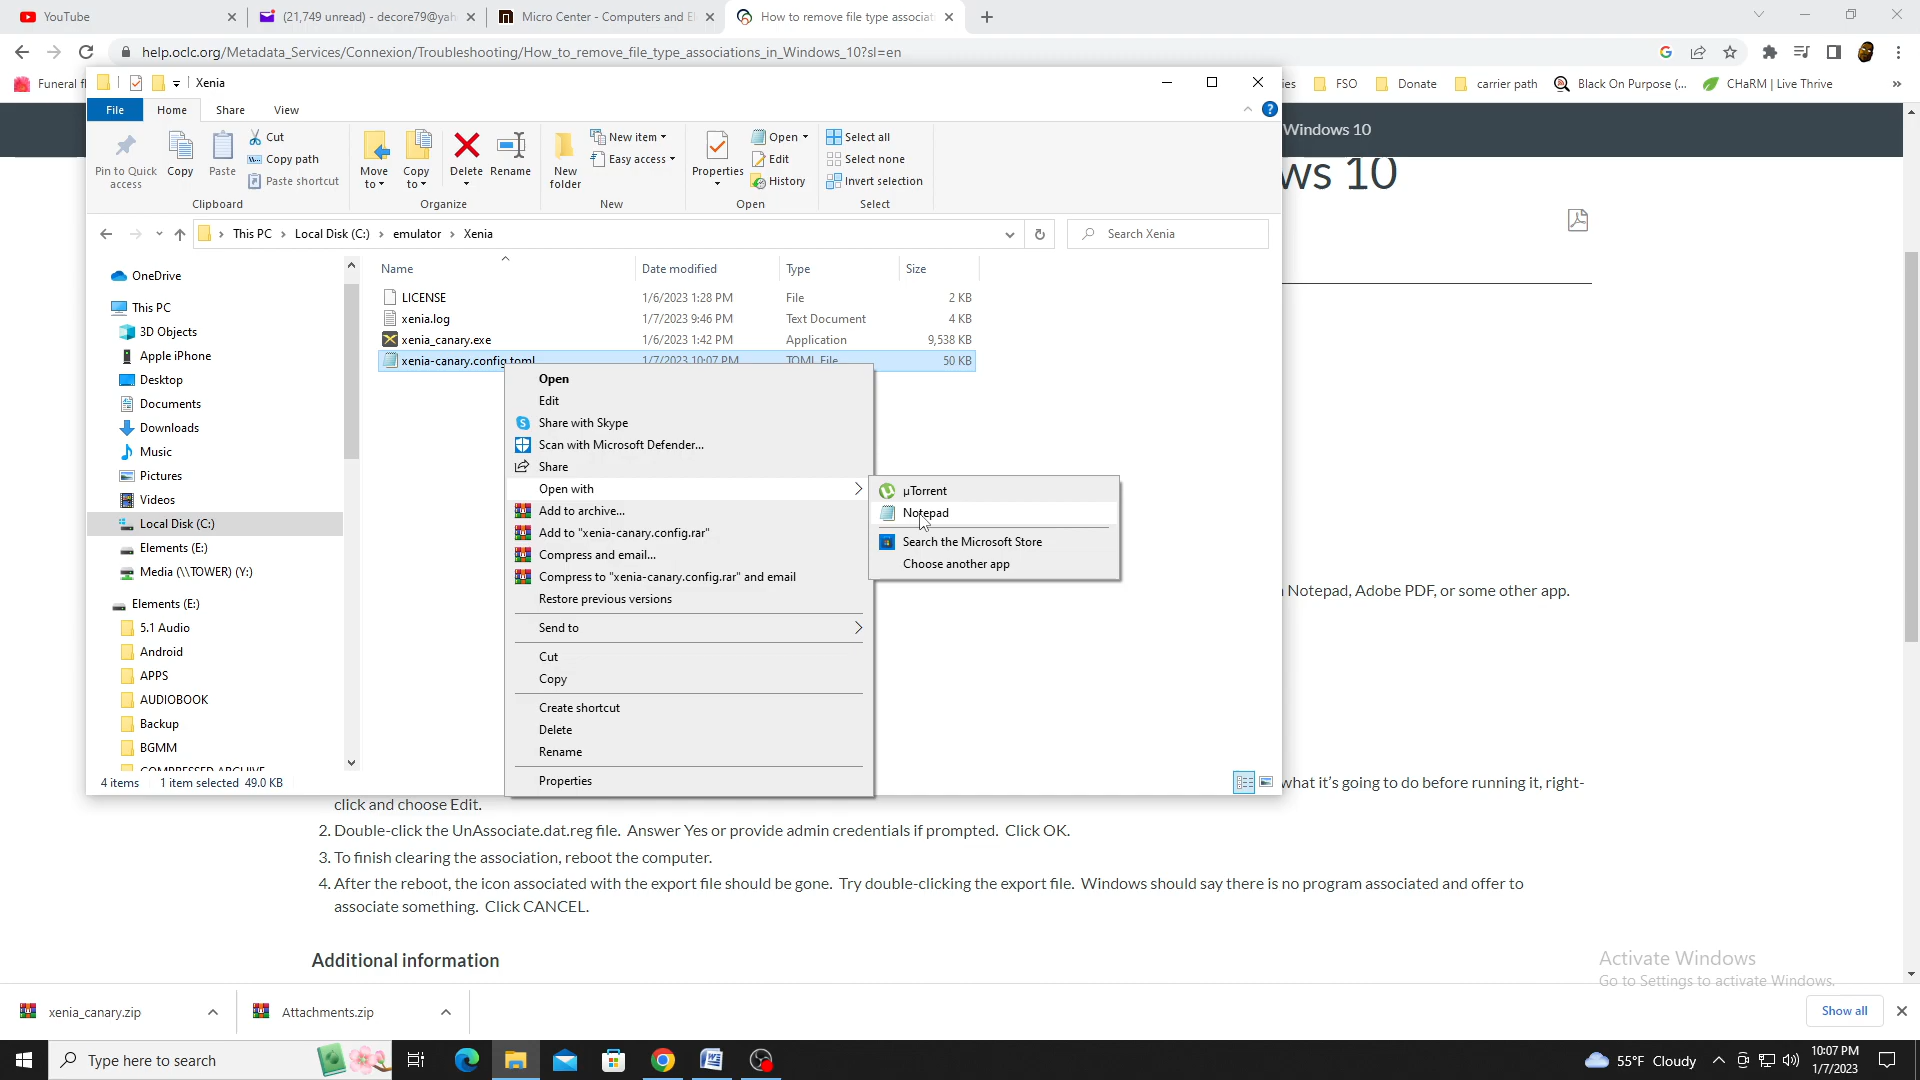 YouTube
(21,749 unread) - decore79@yah
Micro Center - Computers and El
How to remove file type associati
help.oclc.org/Metadata_Services/Connexion/Troubleshooting/How_to_remove_file_type_associations_in_Windows_10?sl=en
Funeral f
FSO
Donate
carrier path
Black On Purpose (...
CHaRM | Live Thrive
»
Xenia
File
Home
Share
View
Pin to Quick access
Copy
Paste
Cut
Copy path
Paste shortcut
Clipboard
Move to
Copy to
Delete
Rename
Organize
New folder
New item
Easy access
New
Properties
Open
Edit
History
Open
Select all
Select none
Invert selection
Select
Windows 10
ws 10
This PC > Local Disk (C:) > emulator > Xenia
Search Xenia
Name
Date modified
Type
Size
LICENSE 1/6/2023 1:28 PM File 2 KB
xenia.log 1/7/2023 9:46 PM Text Document 4 KB
xenia_canary.exe 1/6/2023 1:42 PM Application 9,538 KB
xenia-canary.config.toml 1/7/2023 10:07 PM TOML File 50 KB
OneDrive
This PC
3D Objects
Apple iPhone
Desktop
Documents
Downloads
Music
Pictures
Videos
Local Disk (C:)
Elements (E:)
Media (\\TOWER) (Y:)
Elements (E:)
5.1 Audio
Android
APPS
AUDIOBOOK
Backup
BGMM
COMPRESSED ARCHIVE
4 items
1 item selected 49.0 KB
Open
Edit
Share with Skype
Scan with Microsoft Defender...
Share
Open with
Add to archive...
Add to "xenia-canary.config.rar"
Compress and email...
Compress to "xenia-canary.config.rar" and email
Restore previous versions
Send to
Cut
Copy
Create shortcut
Delete
Rename
Properties
µTorrent
Notepad
Search the Microsoft Store
Choose another app
Notepad, Adobe PDF, or some other app.
what it's going to do before running it, right-
click and choose Edit.
2. Double-click the UnAssociate.dat.reg file. Answer Yes or provide admin credentials if prompted. Click OK.
3. To finish clearing the association, reboot the computer.
4. After the reboot, the icon associated with the export file should be gone. Try double-clicking the export file. Windows should say there is no program associated and offer to
associate something. Click CANCEL.
Additional information
Activate Windows
Go to Settings to activate Windows.
xenia_canary.zip
Attachments.zip
Show all
Type here to search
55°F Cloudy
10:07 PM
1/7/2023